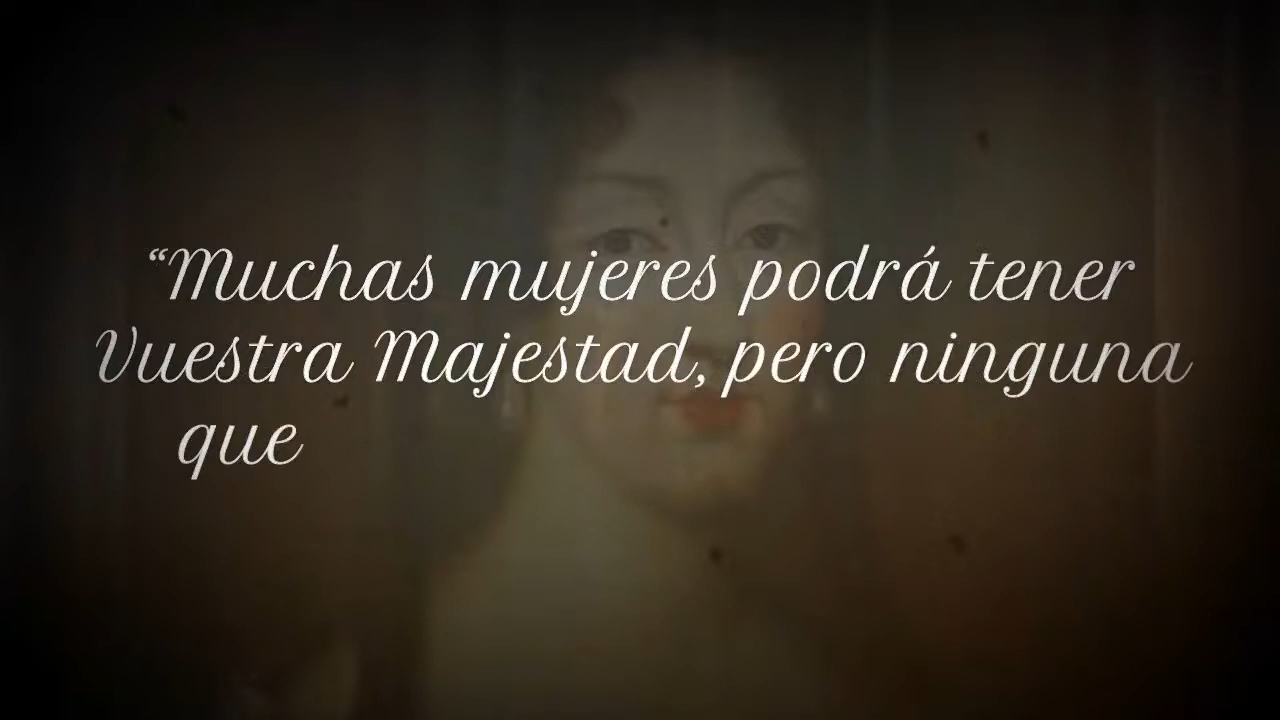 “Muchas mujeres podrá tener
Vuestra Majestad, pero ninguna
que